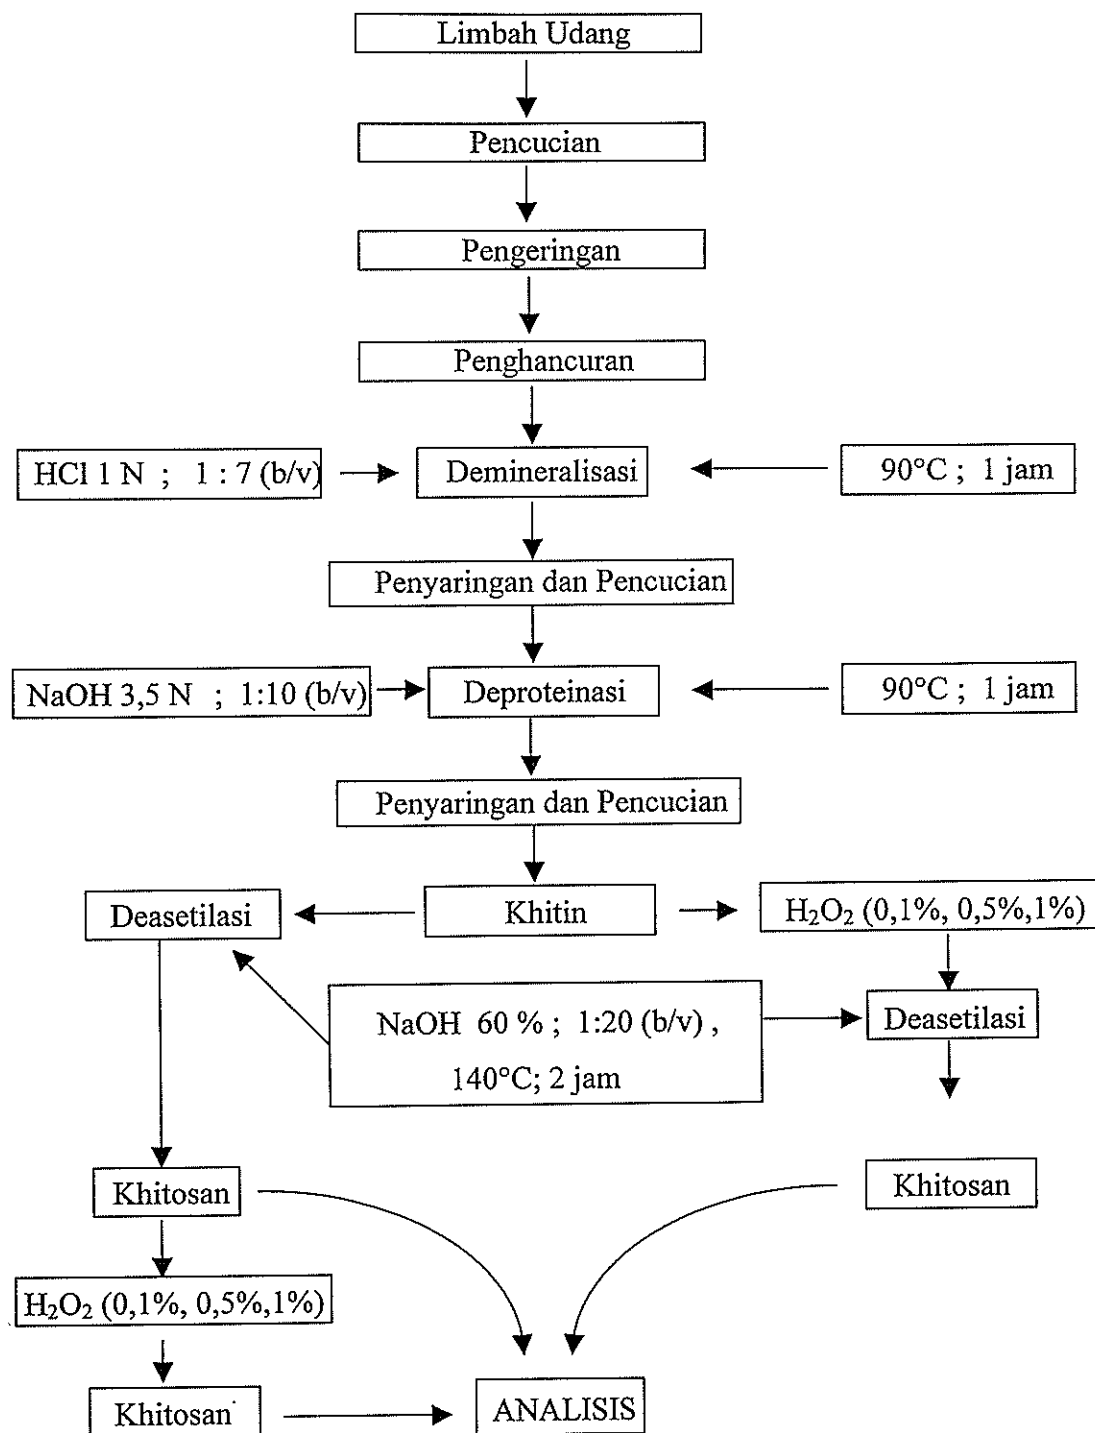 Limbah Udang
Pencucian
Pengeringan
Penghancuran
HCl 1 N ; 1 : 7 (b/v)
Demineralisasi
90°C ; 1 jam
Penyaringan dan Pencucian
NaOH 3,5 N ; 1:10 (b/v)
Deproteinasi
90°C ; 1 jam
Penyaringan dan Pencucian
Deasetilasi
Khitin
H₂O₂ (0,1%, 0,5%,1%)
NaOH 60 % ; 1:20 (b/v) ,
140°C; 2 jam
Deasetilasi
Khitosan
Khitosan
H₂O₂ (0,1%, 0,5%,1%)
Khitosan
ANALISIS